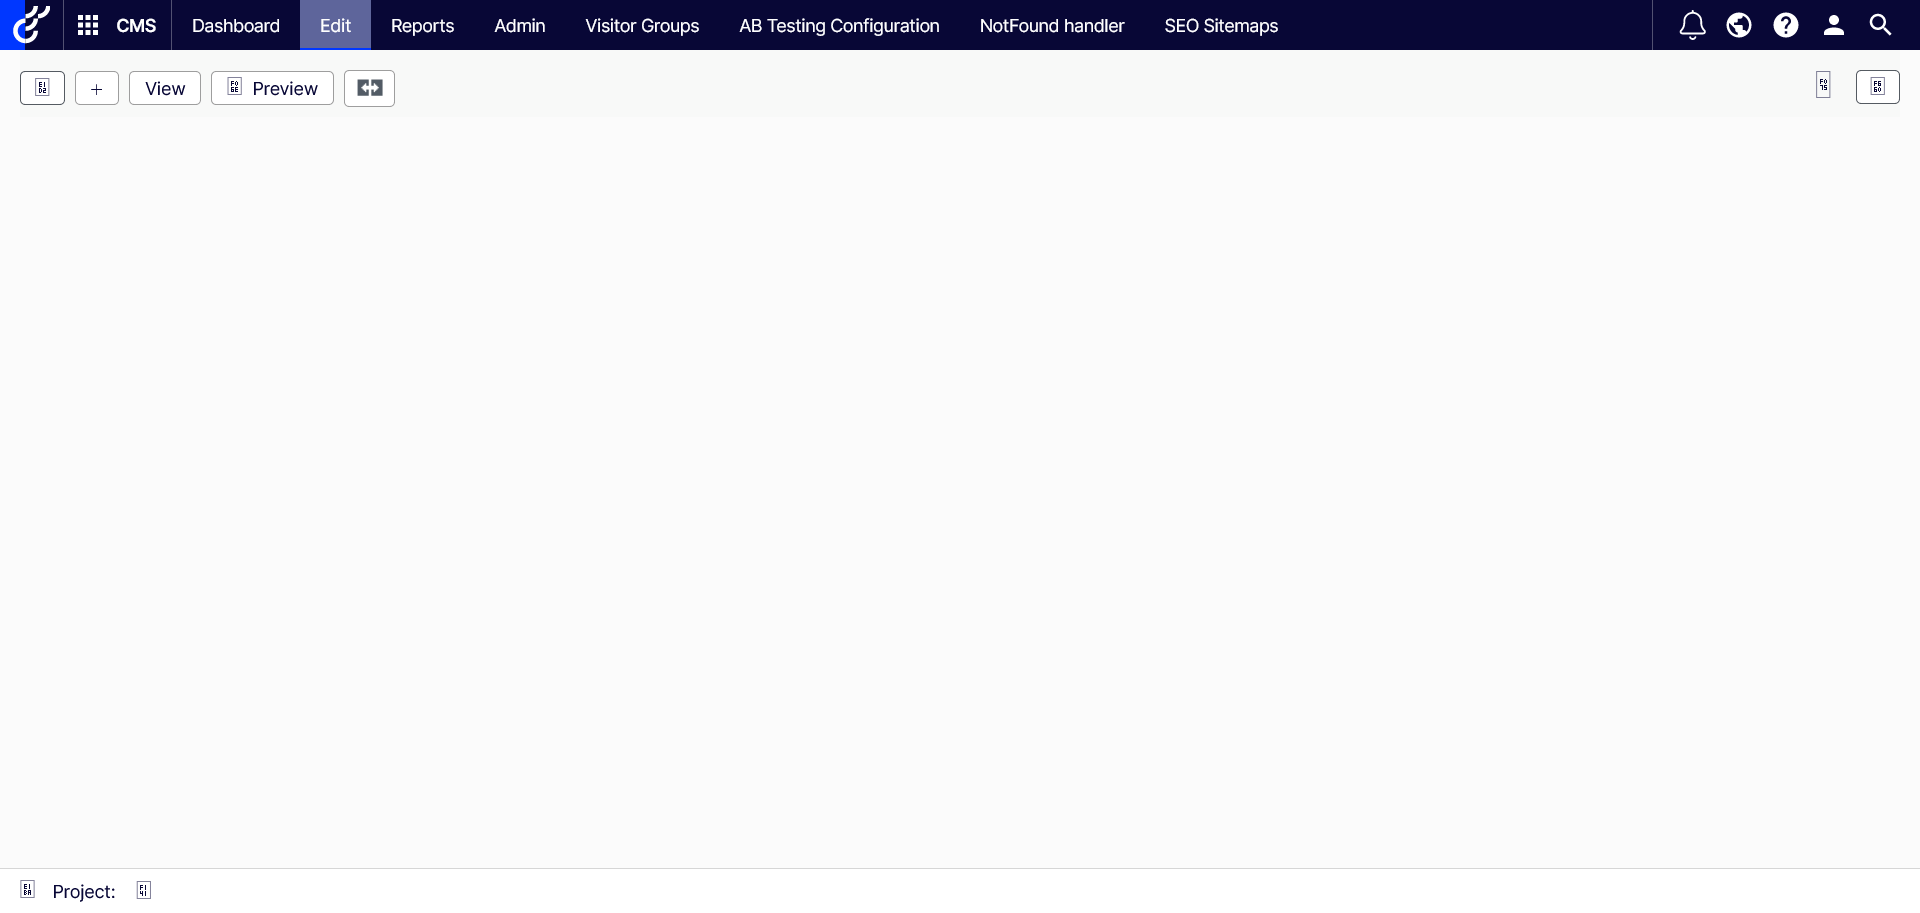 CMS Dashboard Edit Reports Admin Visitor Groups AB Testing Configuration NotFound handler SEO Sitemaps
+ View Preview
Project: